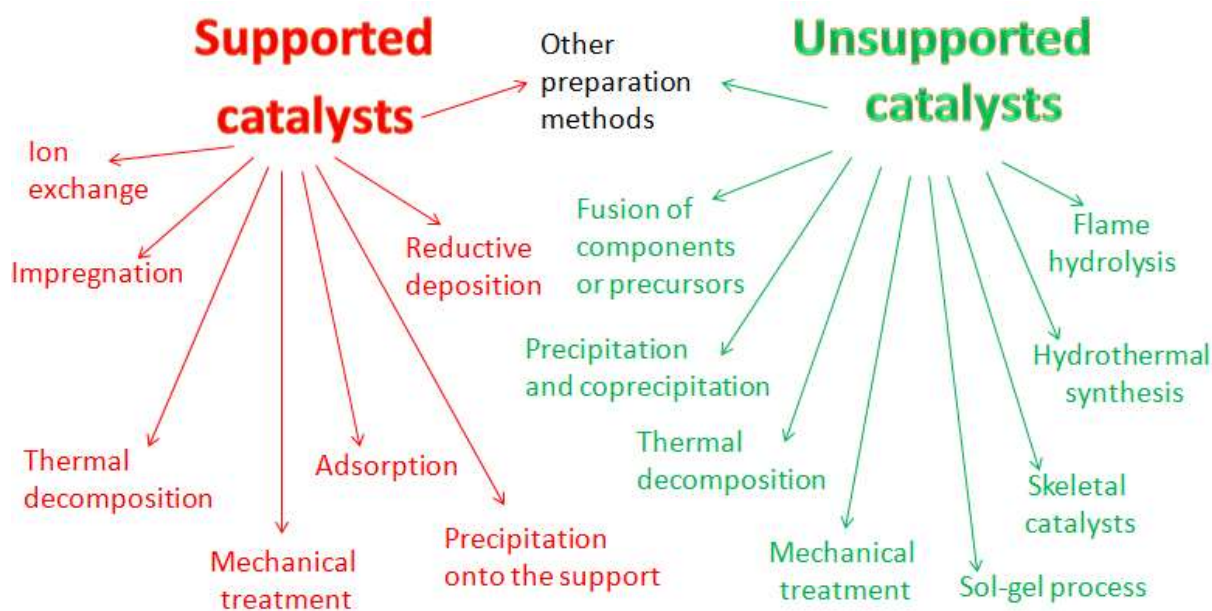 Supported
catalysts
Other
preparation
methods
Unsupported
catalysts
Ion
exchange
Impregnation
Reductive
deposition
Thermal
decomposition
Adsorption
Mechanical
treatment
Precipitation
onto the support
Fusion of
components
or precursors
Flame
hydrolysis
Precipitation
and coprecipitation
Hydrothermal
synthesis
Thermal
decomposition
Skeletal
catalysts
Mechanical
treatment
Sol-gel process